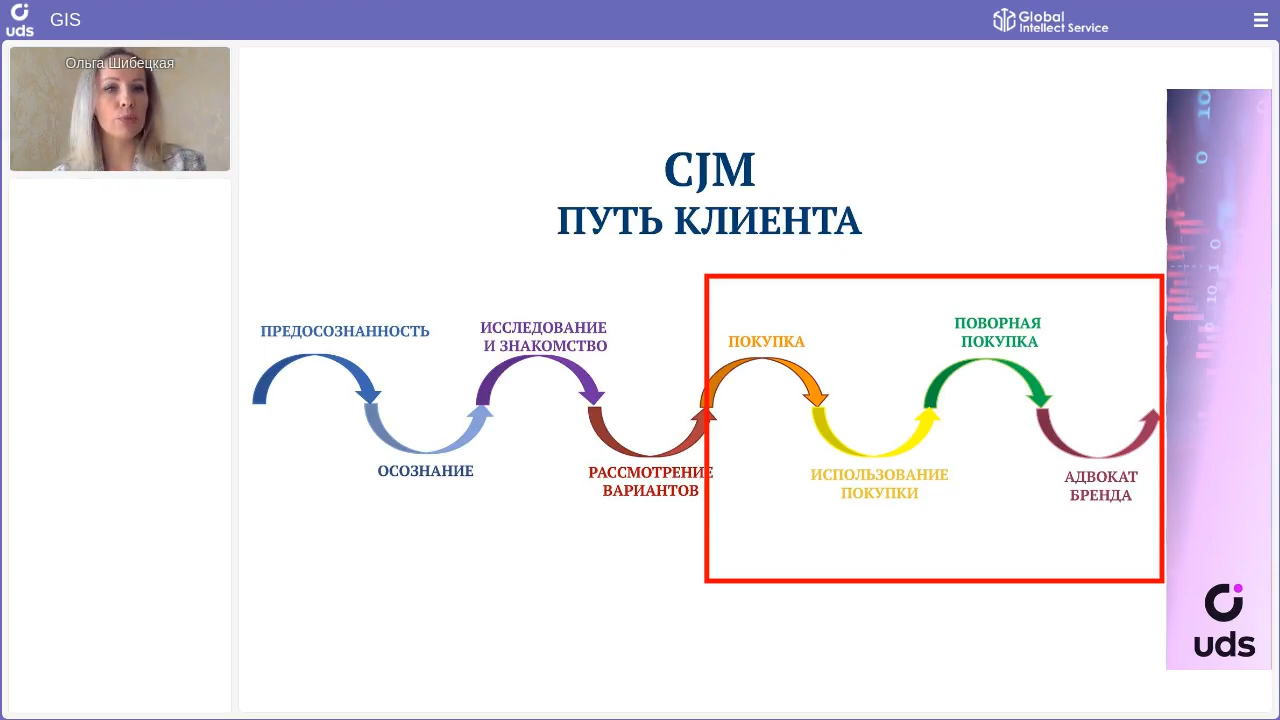 uds
GIS
Global
Intellect Service
Ольга Шибецкая
CJM
ПУТЬ КЛИЕНТА
ПРЕДОСОЗНАННОСТЬ
ОСОЗНАНИЕ
ИССЛЕДОВАНИЕ
И ЗНАКОМСТВО
РАССМОТРЕНИЕ
ВАРИАНТОВ
ПОКУПКА
ИСПОЛЬЗОВАНИЕ
ПОКУПКИ
ПОВОРНАЯ
ПОКУПКА
АДВОКАТ
БРЕНДА
uds